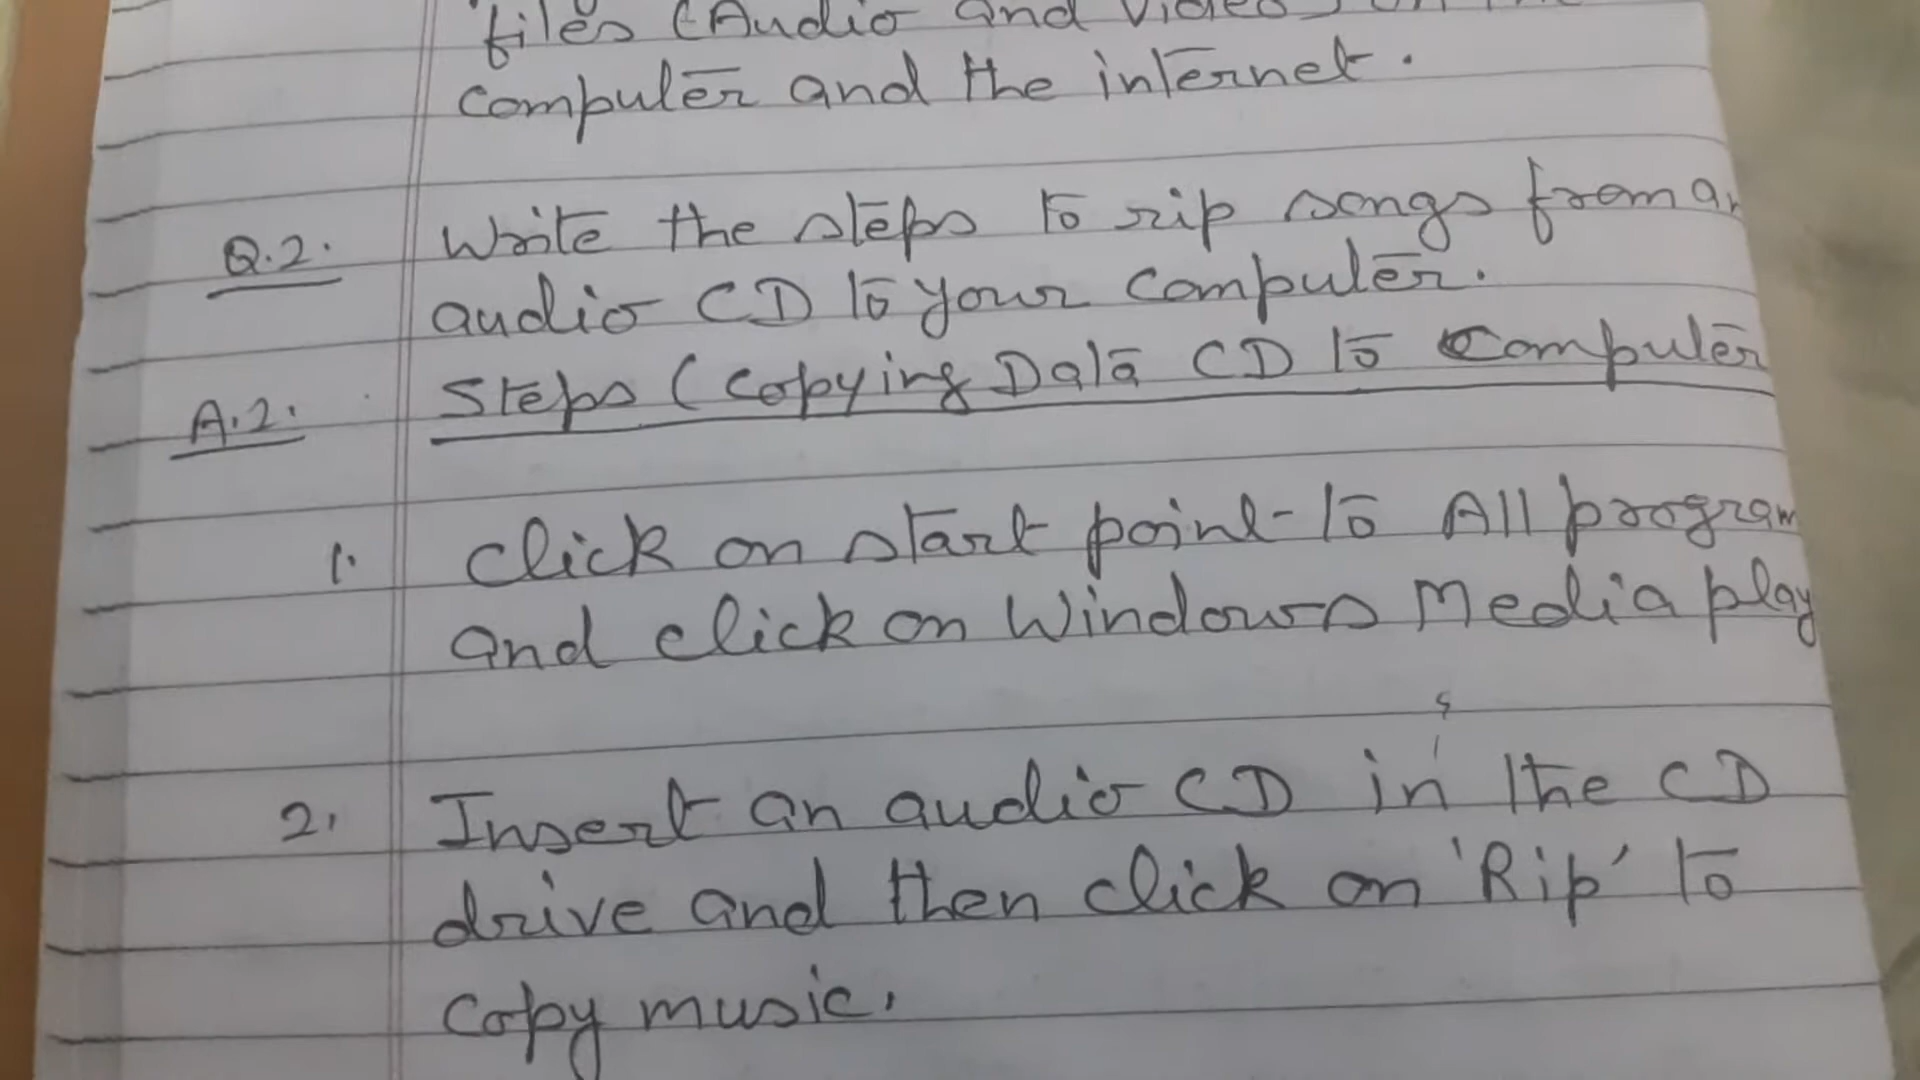 files (Audio and Video) on the
computer and the internet.
Q.2. Write the steps to rip songs from an
audio CD to your computer.
A.2. Steps (Copying Data CD to Computer
1. Click on start point to All program
and click on Windows Media play
2. Insert an audio CD in the CD
drive and then click on 'Rip' to
copy music.